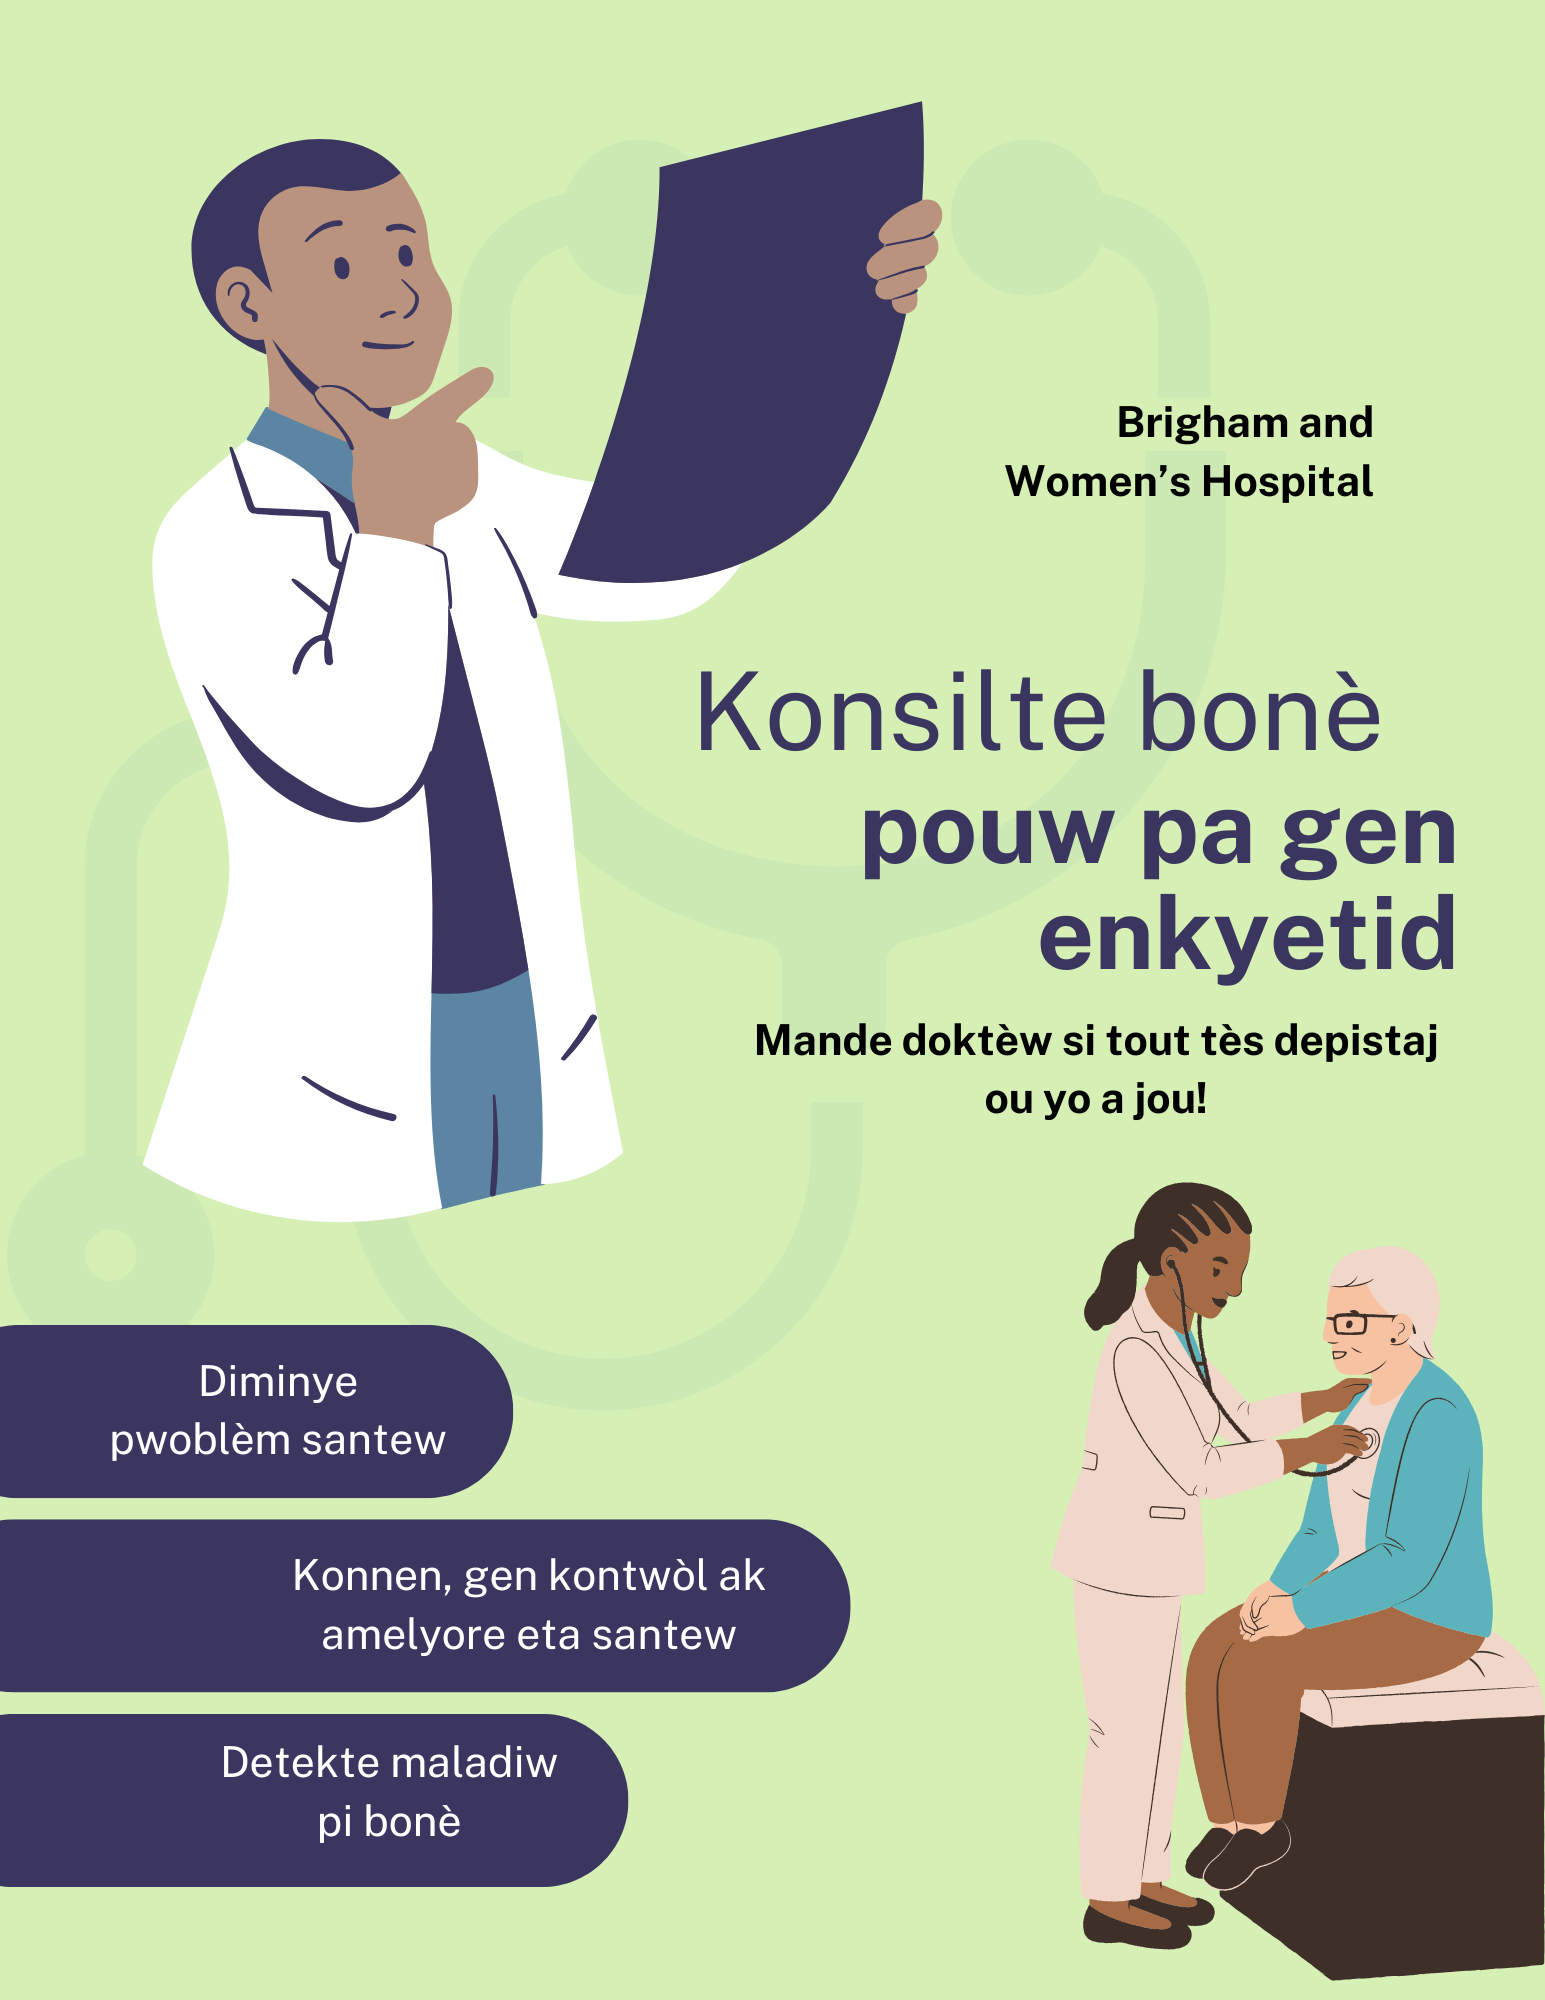 Brigham and
Women’s Hospital
Konsilte bonè
pouw pa gen
enkyetid
Mande doktèw si tout tès depistaj
ou yo a jou!
Diminye
pwoblèm santew
Konnen, gen kontwòl ak
amelyore eta santew
Detekte maladiw
pi bonè